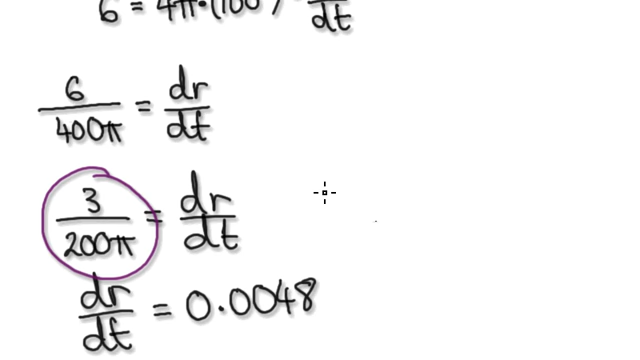 6 = 4π·(100) · dr/dt
6/400π = dr/dt
3/200π = dr/dt
dr/dt = 0.0048